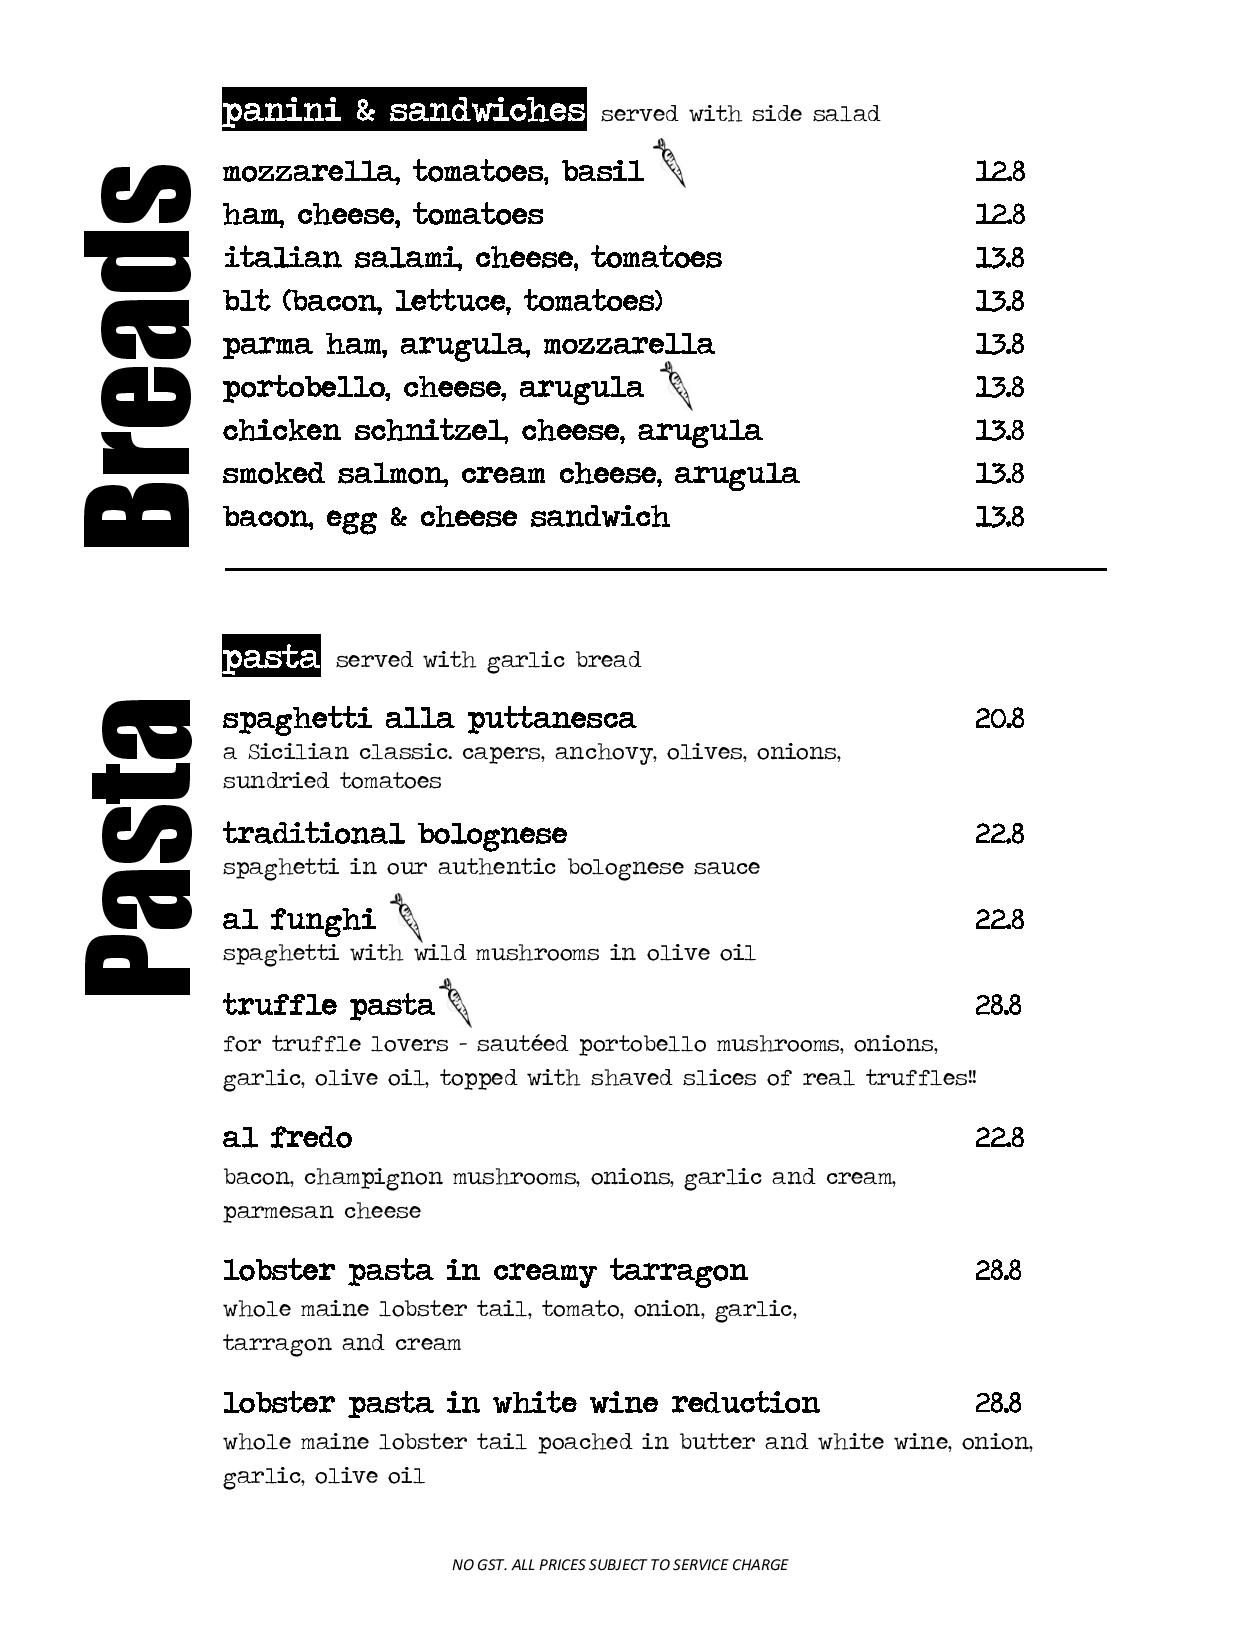 Breads
panini & sandwiches served with side salad
mozzarella, tomatoes, basil 12.8
ham, cheese, tomatoes 12.8
italian salami, cheese, tomatoes 13.8
blt (bacon, lettuce, tomatoes) 13.8
parma ham, arugula, mozzarella 13.8
portobello, cheese, arugula 13.8
chicken schnitzel, cheese, arugula 13.8
smoked salmon, cream cheese, arugula 13.8
bacon, egg & cheese sandwich 13.8
Pasta
pasta served with garlic bread
spaghetti alla puttanesca 20.8
a Sicilian classic. capers, anchovy, olives, onions,
sundried tomatoes
traditional bolognese 22.8
spaghetti in our authentic bolognese sauce
al funghi 22.8
spaghetti with wild mushrooms in olive oil
truffle pasta 28.8
for truffle lovers - sautéed portobello mushrooms, onions,
garlic, olive oil, topped with shaved slices of real truffles!!
al fredo 22.8
bacon, champignon mushrooms, onions, garlic and cream,
parmesan cheese
lobster pasta in creamy tarragon 28.8
whole maine lobster tail, tomato, onion, garlic,
tarragon and cream
lobster pasta in white wine reduction 28.8
whole maine lobster tail poached in butter and white wine, onion,
garlic, olive oil
NO GST. ALL PRICES SUBJECT TO SERVICE CHARGE